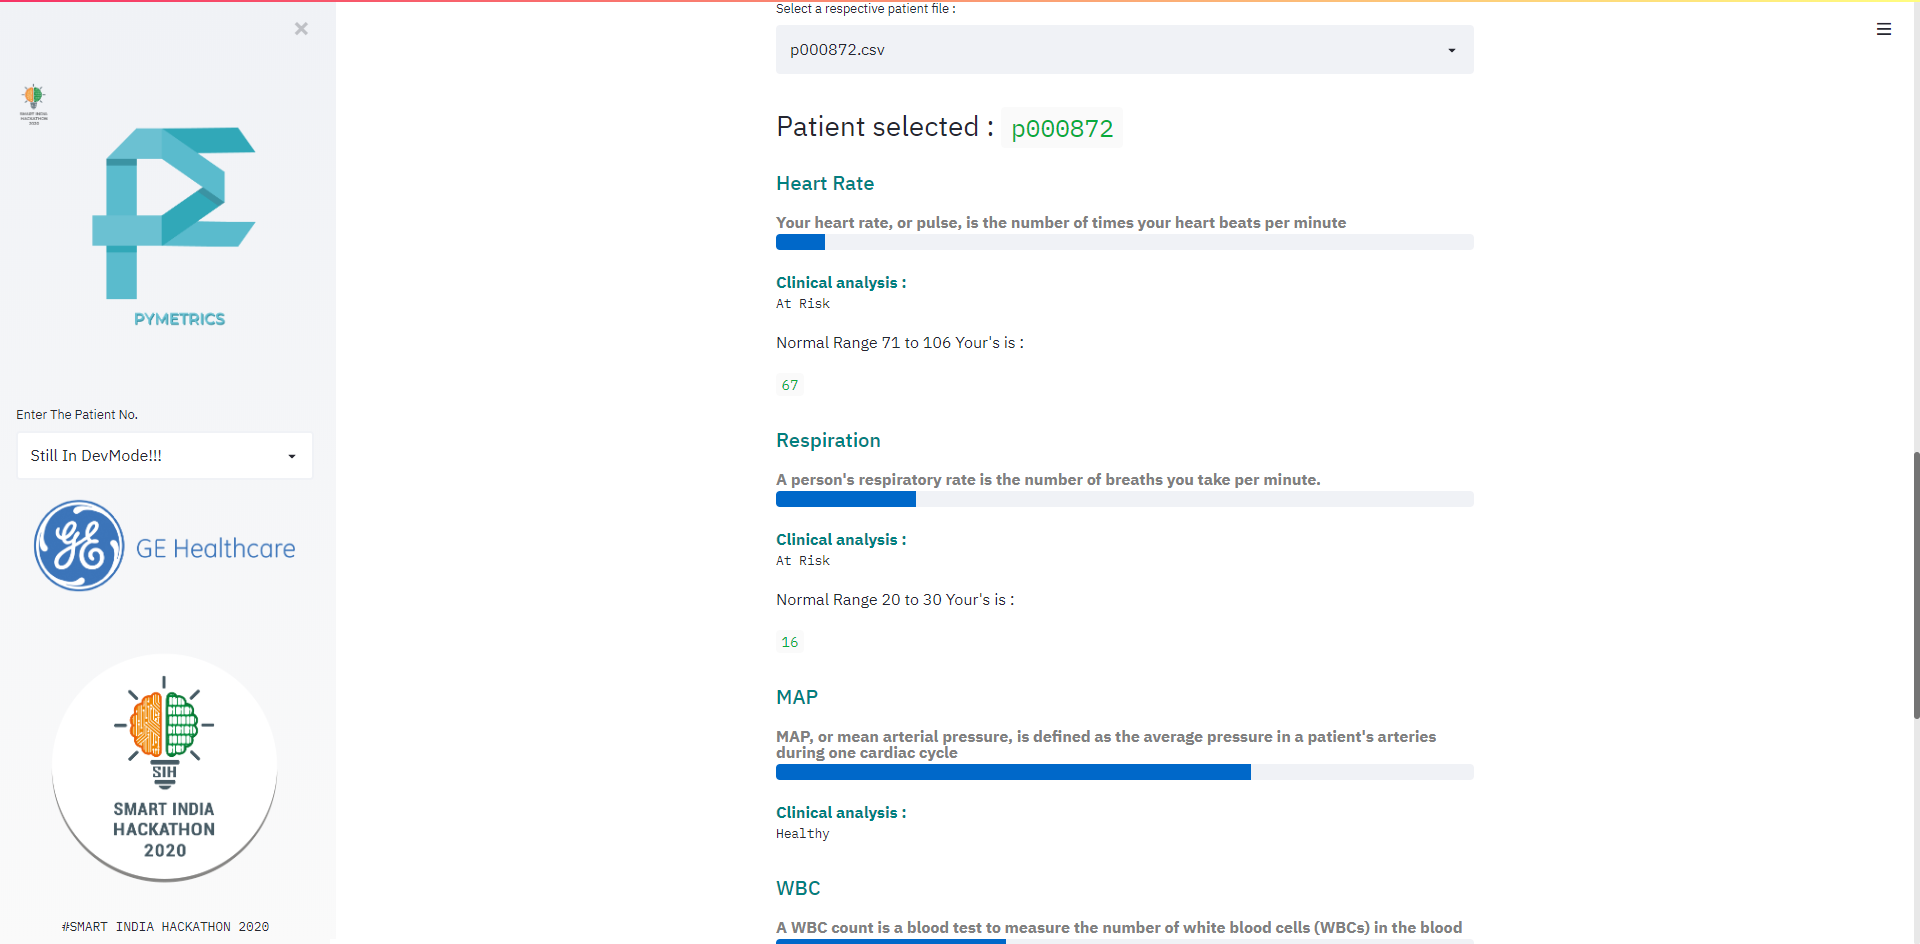 SMART INDIA
HACKATHON
2020
PYMETRICS
Enter The Patient No.
Still In DevMode!!!
GE
GE Healthcare
SIH
SMART INDIA
HACKATHON
2020
#SMART INDIA HACKATHON 2020
Select a respective patient file :
p000872.csv
Patient selected : p000872
Heart Rate
Your heart rate, or pulse, is the number of times your heart beats per minute
Clinical analysis :
At Risk
Normal Range 71 to 106 Your's is :
67
Respiration
A person's respiratory rate is the number of breaths you take per minute.
Clinical analysis :
At Risk
Normal Range 20 to 30 Your's is :
16
MAP
MAP, or mean arterial pressure, is defined as the average pressure in a patient's arteries
during one cardiac cycle
Clinical analysis :
Healthy
WBC
A WBC count is a blood test to measure the number of white blood cells (WBCs) in the blood